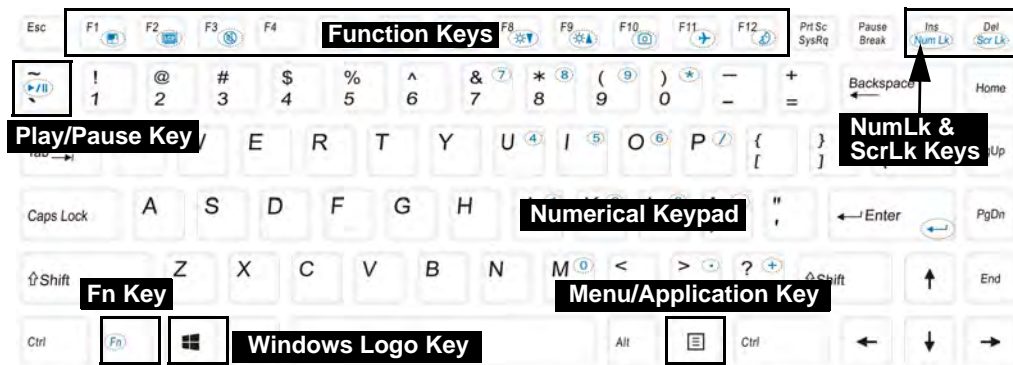 Esc F1 F2 F3 F4 Function Keys F8 F9 F10 F11 F12 Prt Sc Pause Ins Del
SysRq Break Num Lk Scr Lk
~ ! @ # $ % ^ & 7 * 8 ( 9 ) * — + Backspace Home
` 1 2 3 4 5 6 7 8 9 0 - =
Play/Pause Key E R T Y U 4 I 5 O 6 P / { } NumLk &
Tab [ ] ScrLk Keys
Caps Lock A S D F G H Numerical Keypad " Enter PgDn
'
Shift Z X C V B N M 0 < > . ? + Shift End
Fn Key Menu/Application Key
Ctrl Fn Windows Logo Key Alt Ctrl